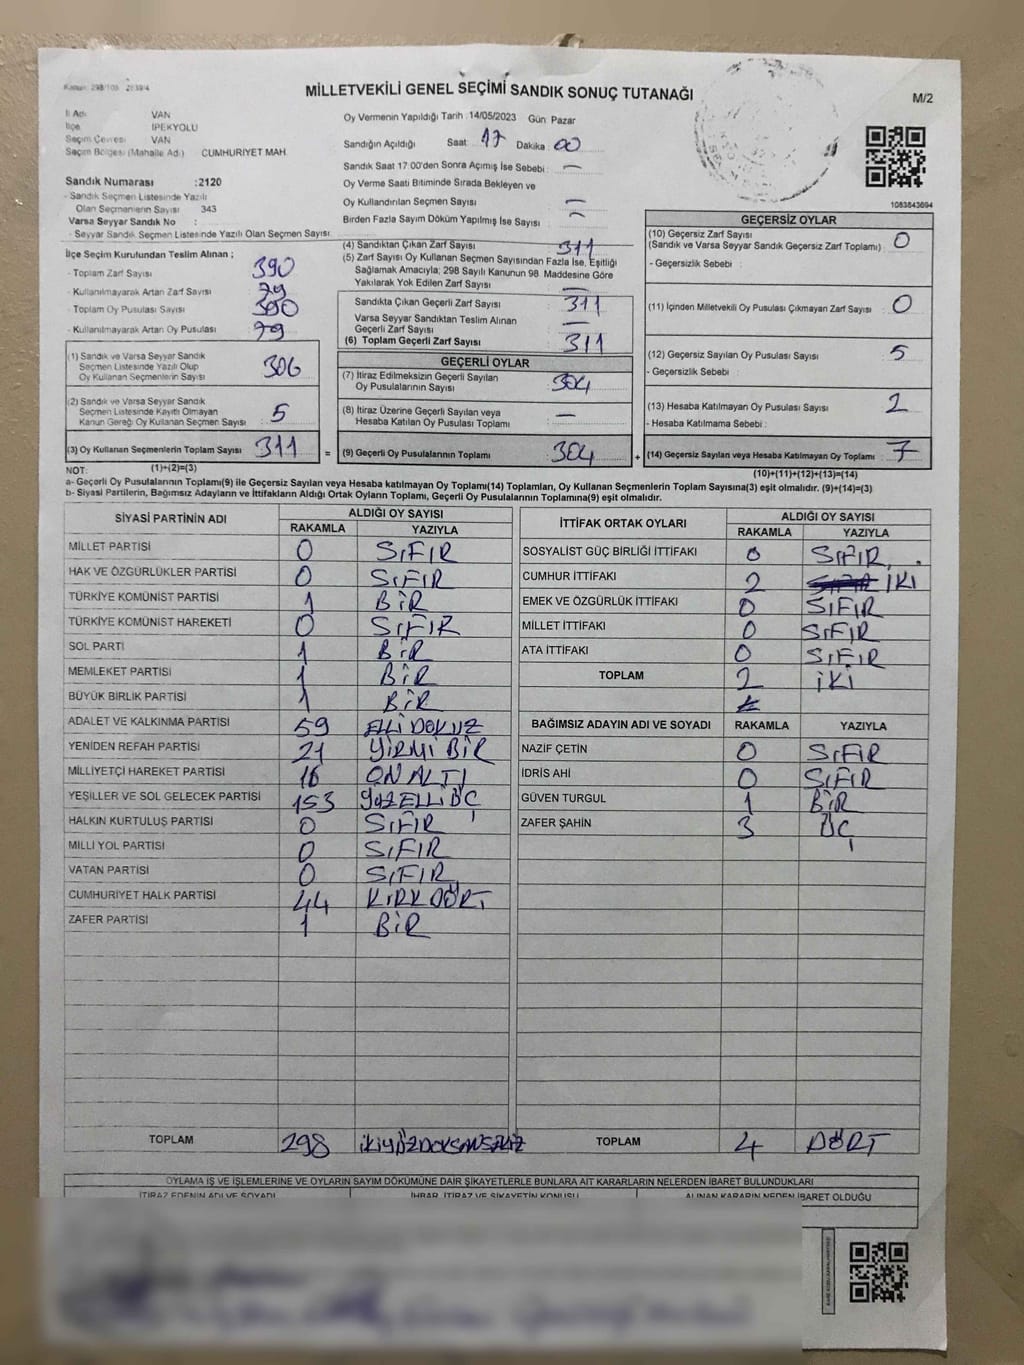 MİLLETVEKİLİ GENEL SEÇİMİ SANDIK SONUÇ TUTANAĞI
M/2
İl Adı VAN
İlçe İPEKYOLU
Seçim Çevresi VAN
Seçim Bölgesi (Mahalle Ad.) CUMHURİYET MAH.
Sandık Numarası :2120
- Sandık Seçmen Listesinde Yazılı
Olan Seçmenlerin Sayısı 343
Varsa Seyyar Sandık No :
- Seyyar Sandık Seçmen Listesinde Yazılı Olan Seçmen Sayısı:
Oy Vermenin Yapıldığı Tarih :14/05/2023 Gün: Pazar
Sandığın Açıldığı Saat: 17 Dakika: 00
Sandık Saat 17:00'den Sonra Açımış İse Sebebi : —
Oy Verme Saati Bitiminde Sırada Bekleyen ve
Oy Kullandırılan Seçmen Sayısı : —
Birden Fazla Sayım Döküm Yapılmış İse Sayısı : —
1083843694
İlçe Seçim Kurufundan Teslim Alınan ;
- Toplam Zarf Sayısı 390
- Kullanılmayarak Artan Zarf Sayısı 79
- Toplam Oy Pusulası Sayısı 390
- Kullanılmayarak Artan Oy Pusulası 79
(1) Sandık ve Varsa Seyyar Sandık
Seçmen Listesinde Yazılı Olup
Oy Kullanan Seçmenlerin Sayısı 306
(2) Sandık ve Varsa Seyyar Sandık
Seçmen Listesinde Kayıtlı Olmayan
Kanun Gereği Oy Kullanan Seçmen Sayısı : 5
(3) Oy Kullanan Seçmenlerin Toplam Sayısı 311 =
(4) Sandıktan Çıkan Zarf Sayısı 311
(5) Zarf Sayısı Oy Kullanan Seçmen Sayısından Fazla İse, Eşitliği
Sağlamak Amacıyla; 298 Sayılı Kanunun 98. Maddesine Göre
Yakılarak Yok Edilen Zarf Sayısı : —
Sandıkta Çıkan Geçerli Zarf Sayısı : 311
Varsa Seyyar Sandıktan Teslim Alınan
Geçerli Zarf Sayısı : —
(6) Toplam Geçerli Zarf Sayısı : 311
GEÇERLİ OYLAR
(7) İtiraz Edilmeksizin Geçerli Sayılan
Oy Pusulalarının Sayısı : 304
(8) İtiraz Üzerine Geçerli Sayılan veya
Hesaba Katılan Oy Pusulası Toplamı : —
(9) Geçerli Oy Pusulalarının Toplamı : 304 +
GEÇERSİZ OYLAR
(10) Geçersiz Zarf Sayısı
(Sandık ve Varsa Seyyar Sandık Geçersiz Zarf Toplamı) : 0
- Geçersizlik Sebebi :
(11) İçinden Milletvekili Oy Pusulası Çıkmayan Zarf Sayısı : 0
(12) Geçersiz Sayılan Oy Pusulası Sayısı : 5
- Geçersizlik Sebebi :
(13) Hesaba Katılmayan Oy Pusulası Sayısı : 2
- Hesaba Katılmama Sebebi :
(14) Geçersiz Sayılan veya Hesaba Katılmayan Oy Toplamı : 7
NOT: (1)+(2)=(3) (10)+(11)+(12)+(13)=(14)
a- Geçerli Oy Pusulalarının Toplamı(9) ile Geçersiz Sayılan veya Hesaba Katılmayan Oy Toplamı(14) Toplamları, Oy Kullanan Seçmenlerin Toplam Sayısına(3) eşit olmalıdır. (9)+(14)=(3)
b- Siyasi Partilerin, Bağımsız Adayların ve İttifakların Aldığı Ortak Oyların Toplamı, Geçerli Oy Pusulalarının Toplamına(9) eşit olmalıdır.
SİYASİ PARTİNİN ADI ALDIĞI OY SAYISI
RAKAMLA YAZIYLA
MİLLET PARTİSİ 0 SIFIR
HAK VE ÖZGÜRLÜKLER PARTİSİ 0 SIFIR
TÜRKİYE KOMÜNİST PARTİSİ 1 BİR
TÜRKİYE KOMÜNİST HAREKETİ 0 SIFIR
SOL PARTİ 1 BİR
MEMLEKET PARTİSİ 1 BİR
BÜYÜK BİRLİK PARTİSİ 1 BİR
ADALET VE KALKINMA PARTİSİ 59 ELLİ DOKUZ
YENİDEN REFAH PARTİSİ 21 YİRMİ BİR
MİLLİYETÇİ HAREKET PARTİSİ 16 ON ALTI
YEŞİLLER VE SOL GELECEK PARTİSİ 153 YÜZ ELLİ ÜÇ
HALKIN KURTULUŞ PARTİSİ 0 SIFIR
MİLLİ YOL PARTİSİ 0 SIFIR
VATAN PARTİSİ 0 SIFIR
CUMHURİYET HALK PARTİSİ 44 KIRK DÖRT
ZAFER PARTİSİ 1 BİR
TOPLAM 298 İKİYÜZDOKSANSEKİZ
İTTİFAK ORTAK OYLARI ALDIĞI OY SAYISI
RAKAMLA YAZIYLA
SOSYALİST GÜÇ BİRLİĞİ İTTİFAKI 0 SIFIR
CUMHUR İTTİFAKI 2 İKİ
EMEK VE ÖZGÜRLÜK İTTİFAKI 0 SIFIR
MİLLET İTTİFAKI 0 SIFIR
ATA İTTİFAKI 0 SIFIR
TOPLAM 2 İKİ
BAĞIMSIZ ADAYIN ADI VE SOYADI RAKAMLA YAZIYLA
NAZİF ÇETİN 0 SIFIR
İDRİS AHİ 0 SIFIR
GÜVEN TURGUL 1 BİR
ZAFER ŞAHİN 3 ÜÇ
TOPLAM 4 DÖRT
OYLAMA İŞ VE İŞLEMLERİNE VE OYLARIN SAYIM DÖKÜMÜNE DAİR ŞİKAYETLERLE BUNLARA AİT KARARLARIN NELERDEN İBARET BULUNDUKLARI
İTİRAZ EDENİN ADI VE SOYADI İHBAR, İTİRAZ VE ŞİKAYETİN KONUSU ALINAN KARARIN NEDEN İBARET OLDUĞU